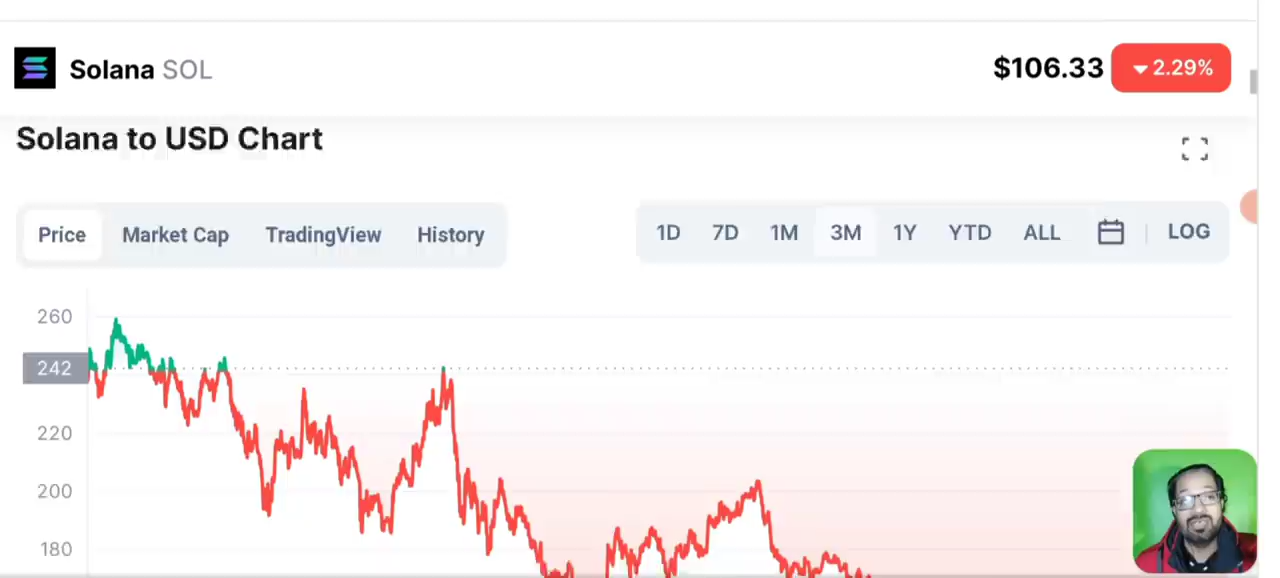 Solana SOL
$106.33 2.29%
Solana to USD Chart
Price Market Cap TradingView History
1D 7D 1M 3M 1Y YTD ALL LOG
260
242
220
200
180